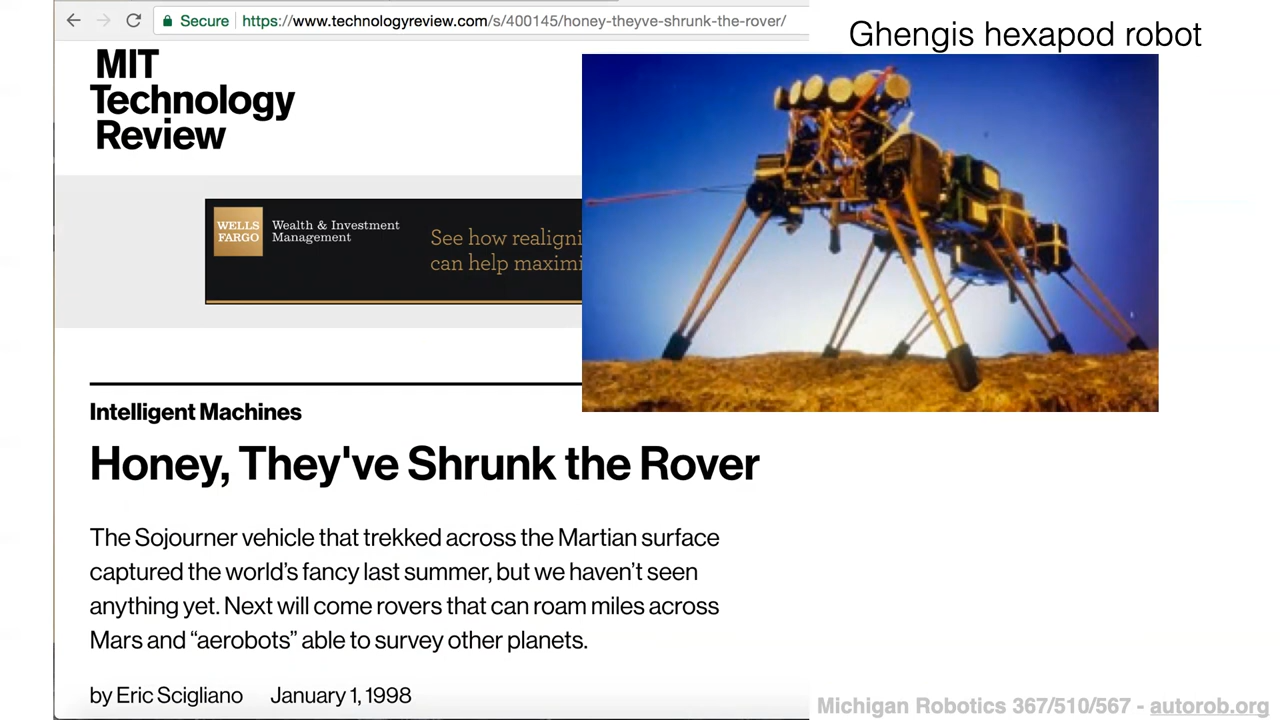 Secure
https://www.technologyreview.com/s/400145/honey-theyve-shrunk-the-rover/
Ghengis hexapod robot
MIT
Technology
Review
WELLS
FARGO
Wealth & Investment
Management
See how realigni
can help maximi
Intelligent Machines
Honey, They've Shrunk the Rover
The Sojourner vehicle that trekked across the Martian surface
captured the world’s fancy last summer, but we haven’t seen
anything yet. Next will come rovers that can roam miles across
Mars and “aerobots” able to survey other planets.
by Eric Scigliano January 1, 1998
Michigan Robotics 367/510/567 - autorob.org